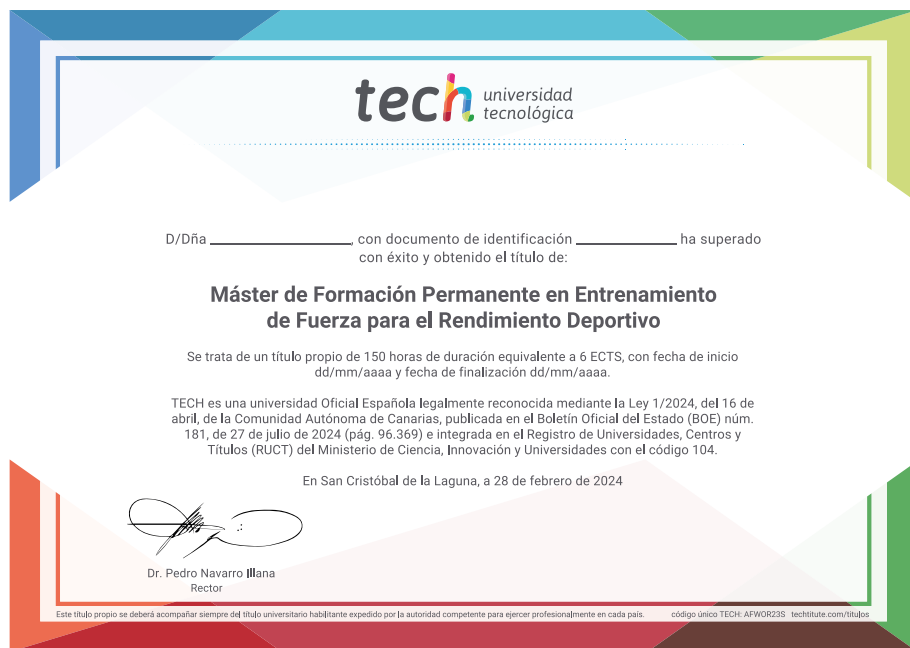 tech universidad
tecnológica
D/Dña ____________________, con documento de identificación ______________ ha superado
con éxito y obtenido el título de:
Máster de Formación Permanente en Entrenamiento
de Fuerza para el Rendimiento Deportivo
Se trata de un título propio de 150 horas de duración equivalente a 6 ECTS, con fecha de inicio
dd/mm/aaaa y fecha de finalización dd/mm/aaaa.
TECH es una universidad Oficial Española legalmente reconocida mediante la Ley 1/2024, del 16 de
abril, de la Comunidad Autónoma de Canarias, publicada en el Boletín Oficial del Estado (BOE) núm.
181, de 27 de julio de 2024 (pág. 96.369) e integrada en el Registro de Universidades, Centros y
Títulos (RUCT) del Ministerio de Ciencia, Innovación y Universidades con el código 104.
En San Cristóbal de la Laguna, a 28 de febrero de 2024
Dr. Pedro Navarro Illana
Rector
Este título propio se deberá acompañar siempre del título universitario habilitante expedido por la autoridad competente para ejercer profesionalmente en cada país. código único TECH: AFWOR23S techtitute.com/titulos